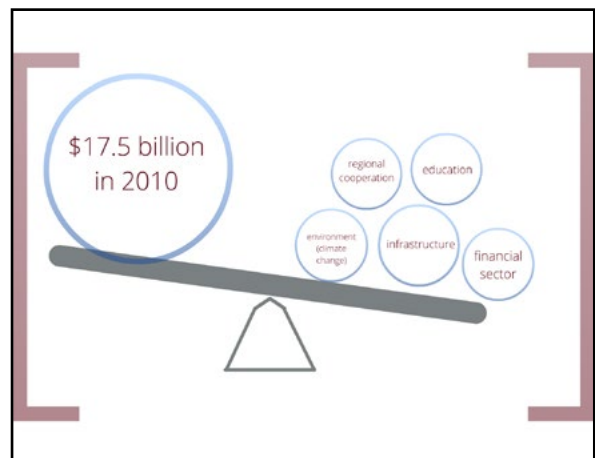 $17.5 billion
in 2010
regional
cooperation
education
environment
(climate
change)
infrastructure
financial
sector